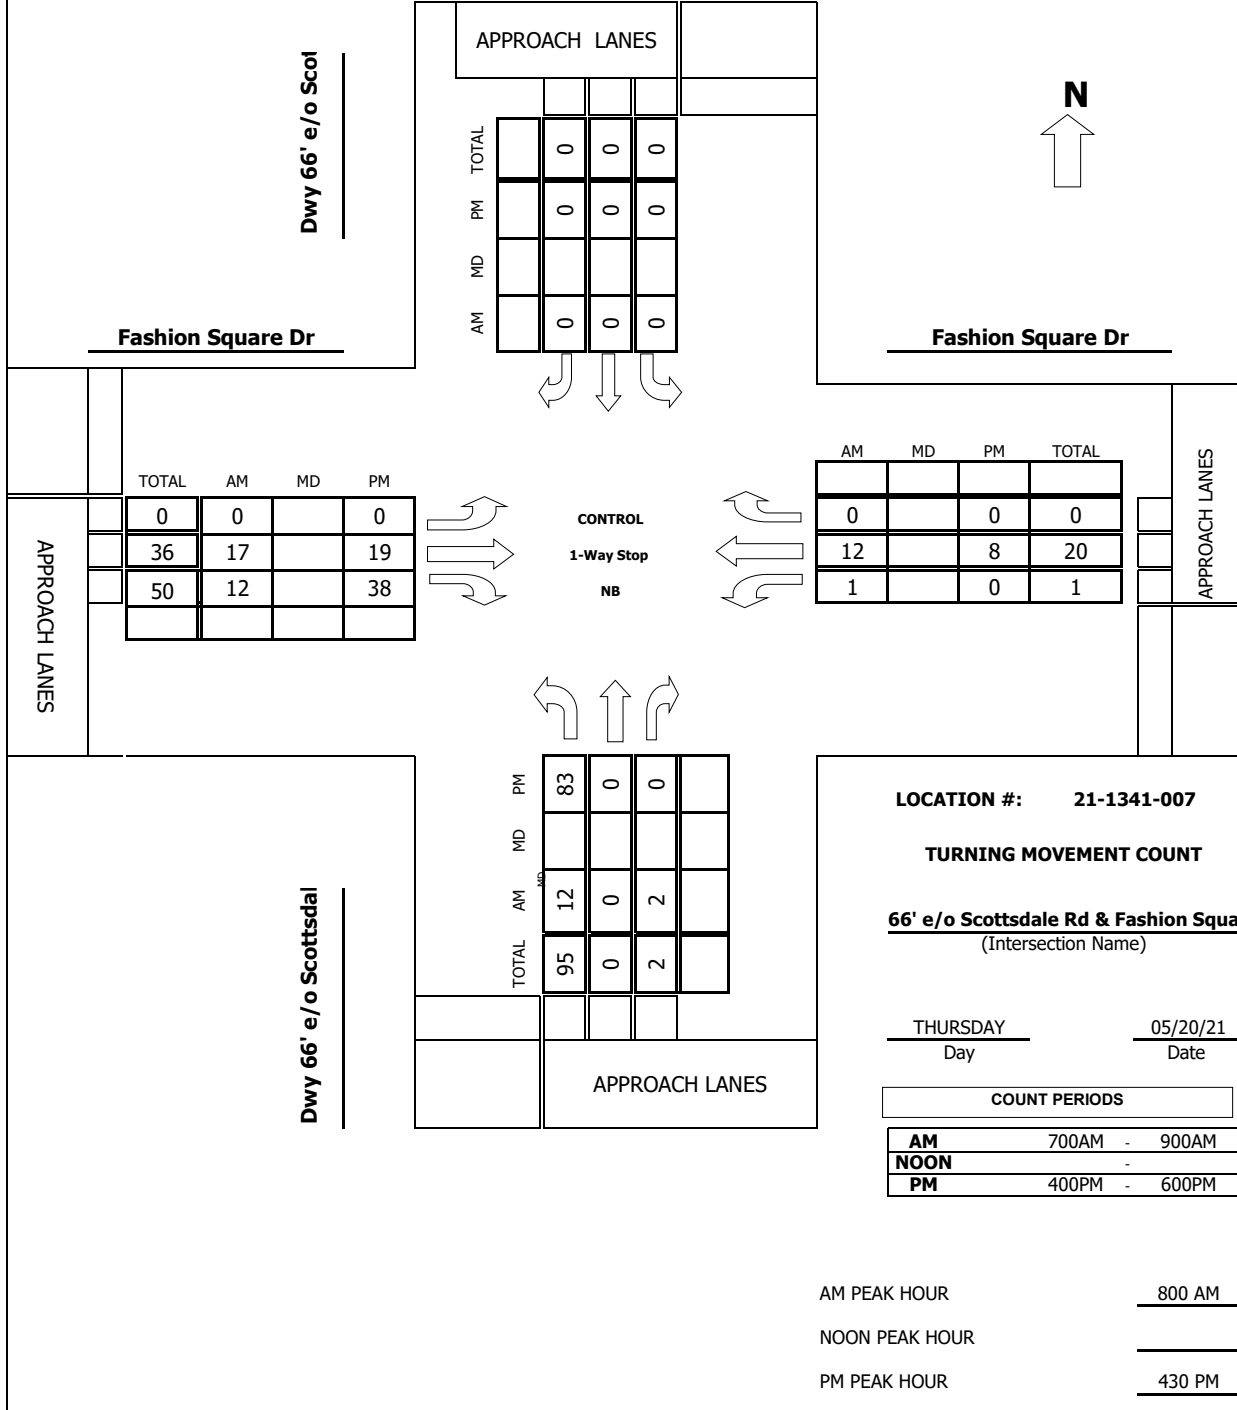 APPROACH LANES
Dwy 66' e/o Scot
N
TOTAL 0 0 0
PM 0 0 0
MD
AM 0 0 0
Fashion Square Dr
Fashion Square Dr
AM MD PM TOTAL
0 0 0
12 8 20
1 0 1
APPROACH LANES
TOTAL AM MD PM
0 0 0
36 17 19
50 12 38
APPROACH LANES
CONTROL
1-Way Stop
NB
PM 83 0 0
MD
MD
AM 12 0 2
TOTAL 95 0 2
APPROACH LANES
Dwy 66' e/o Scottsdal
LOCATION #: 21-1341-007
TURNING MOVEMENT COUNT
66' e/o Scottsdale Rd & Fashion Squa
(Intersection Name)
THURSDAY 05/20/21
Day Date
COUNT PERIODS
AM 700AM - 900AM
NOON -
PM 400PM - 600PM
AM PEAK HOUR 800 AM
NOON PEAK HOUR
PM PEAK HOUR 430 PM